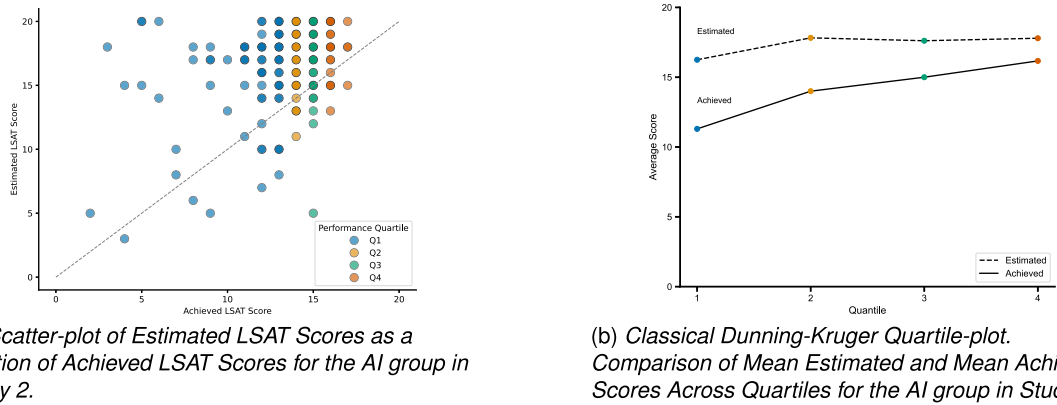 20
15
10
5
0
Estimated LSAT Score
0 5 10 15 20
Achieved LSAT Score
Performance Quartile
Q1
Q2
Q3
Q4
Scatter-plot of Estimated LSAT Scores as a
tion of Achieved LSAT Scores for the AI group in
y 2.
20
15
10
5
0
Average Score
Estimated
Achieved
1 2 3 4
Quantile
Estimated
Achieved
(b) Classical Dunning-Kruger Quartile-plot.
Comparison of Mean Estimated and Mean Achi
Scores Across Quartiles for the AI group in Stud